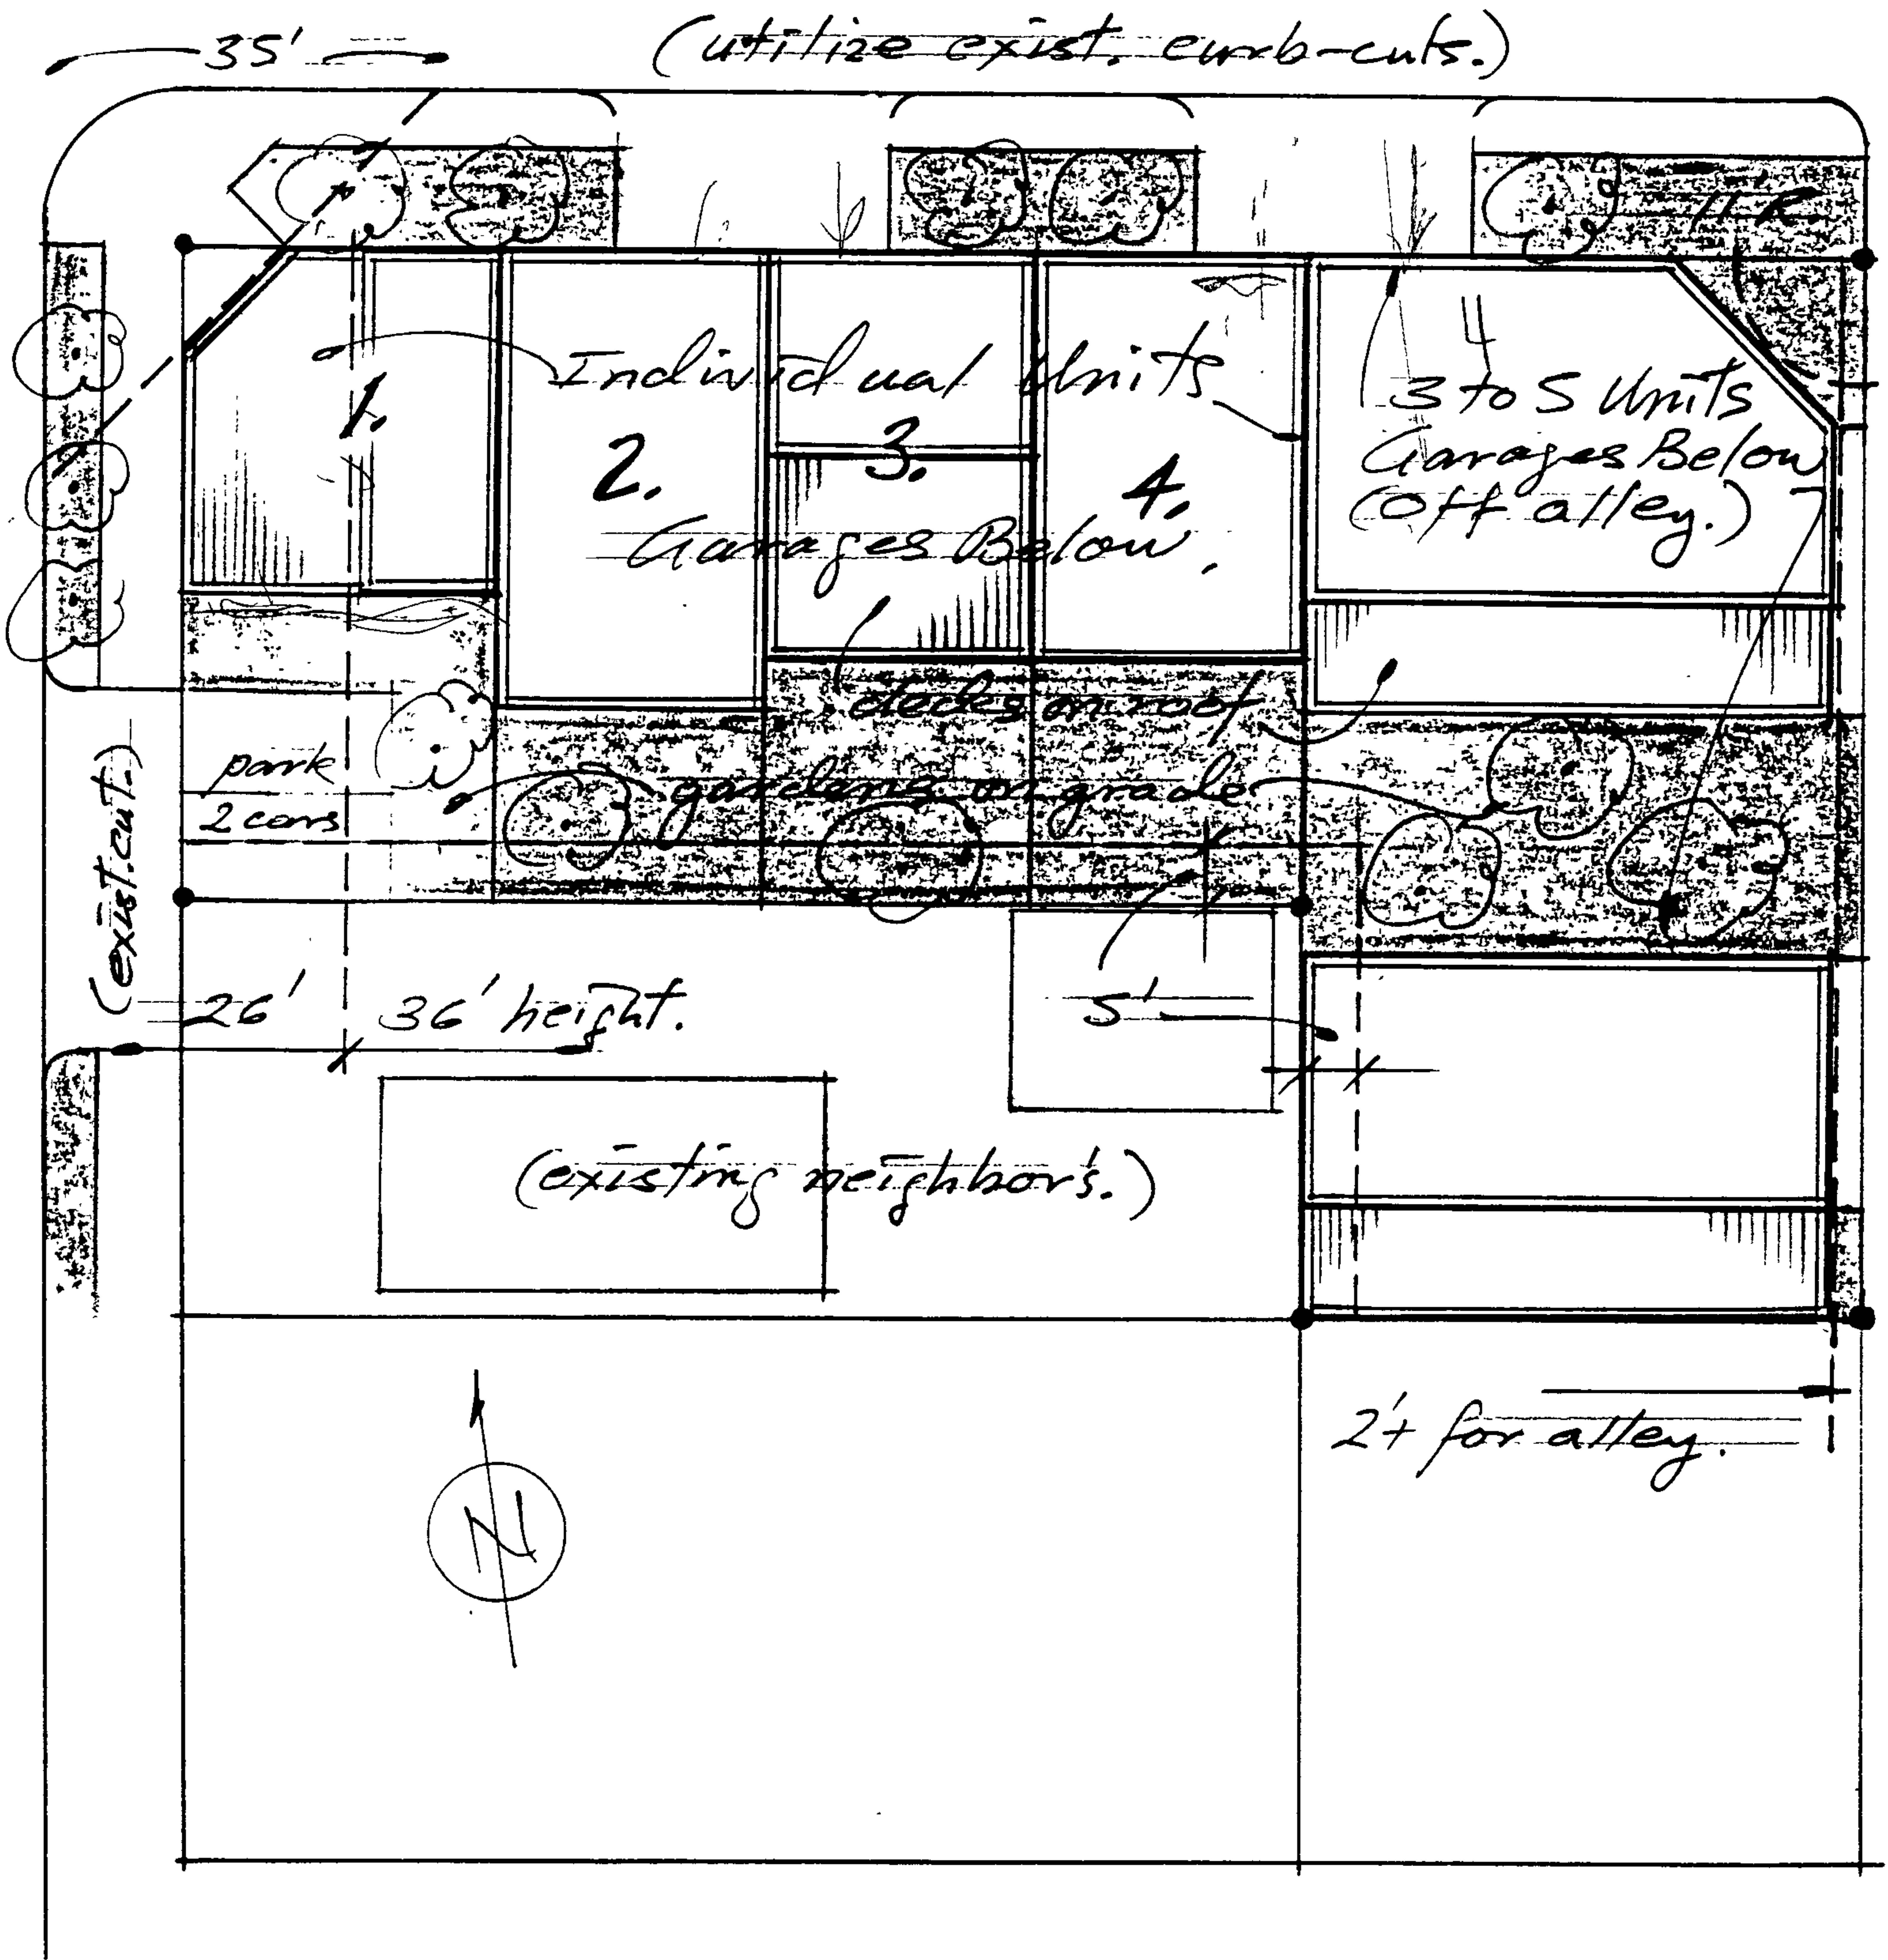 35'
(utilize exist. curb-cuts.)
Individual Units
1.
2.
3.
4.
Garages Below.
4
3 to 5 Units
Garages Below
(Off alley.)
decks on roof
gardens on grade
park
2 cars
(exist. cut.)
26'
36' height.
5'
(existing neighbors.)
2'+ for alley.
N